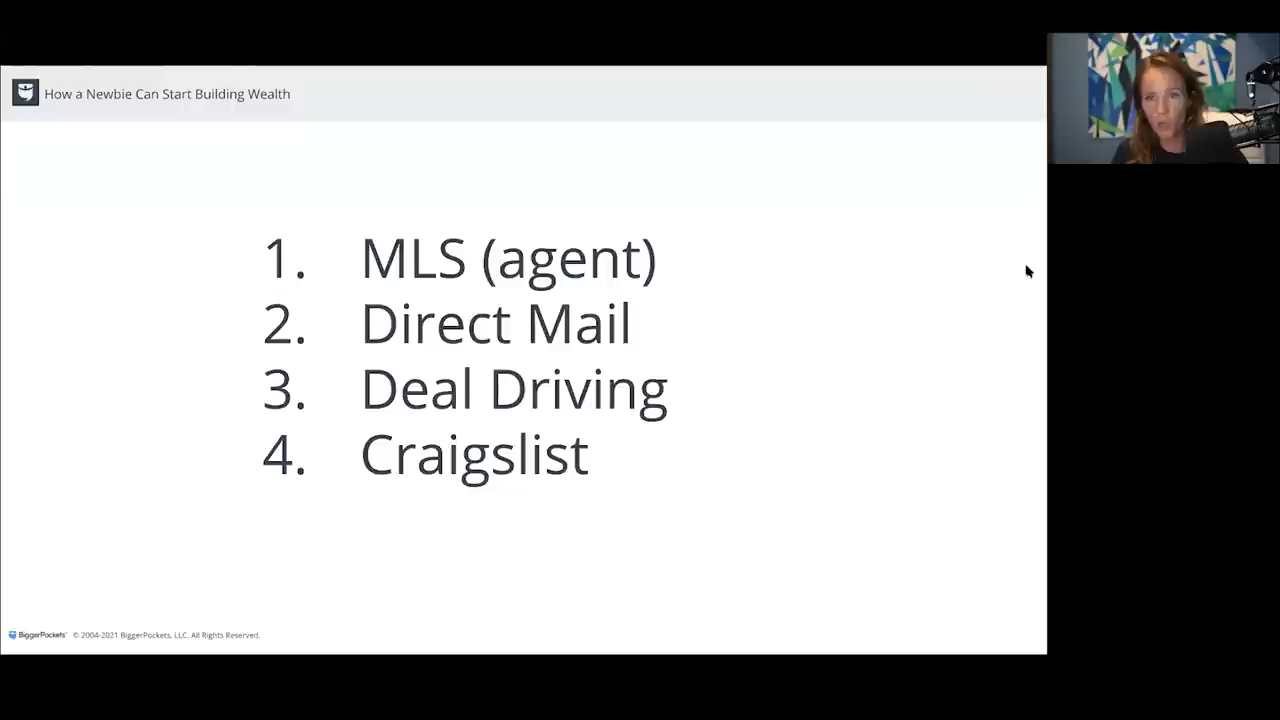 How a Newbie Can Start Building Wealth
1. MLS (agent)
2. Direct Mail
3. Deal Driving
4. Craigslist
BiggerPockets © 2004-2021 BiggerPockets, LLC. All Rights Reserved.